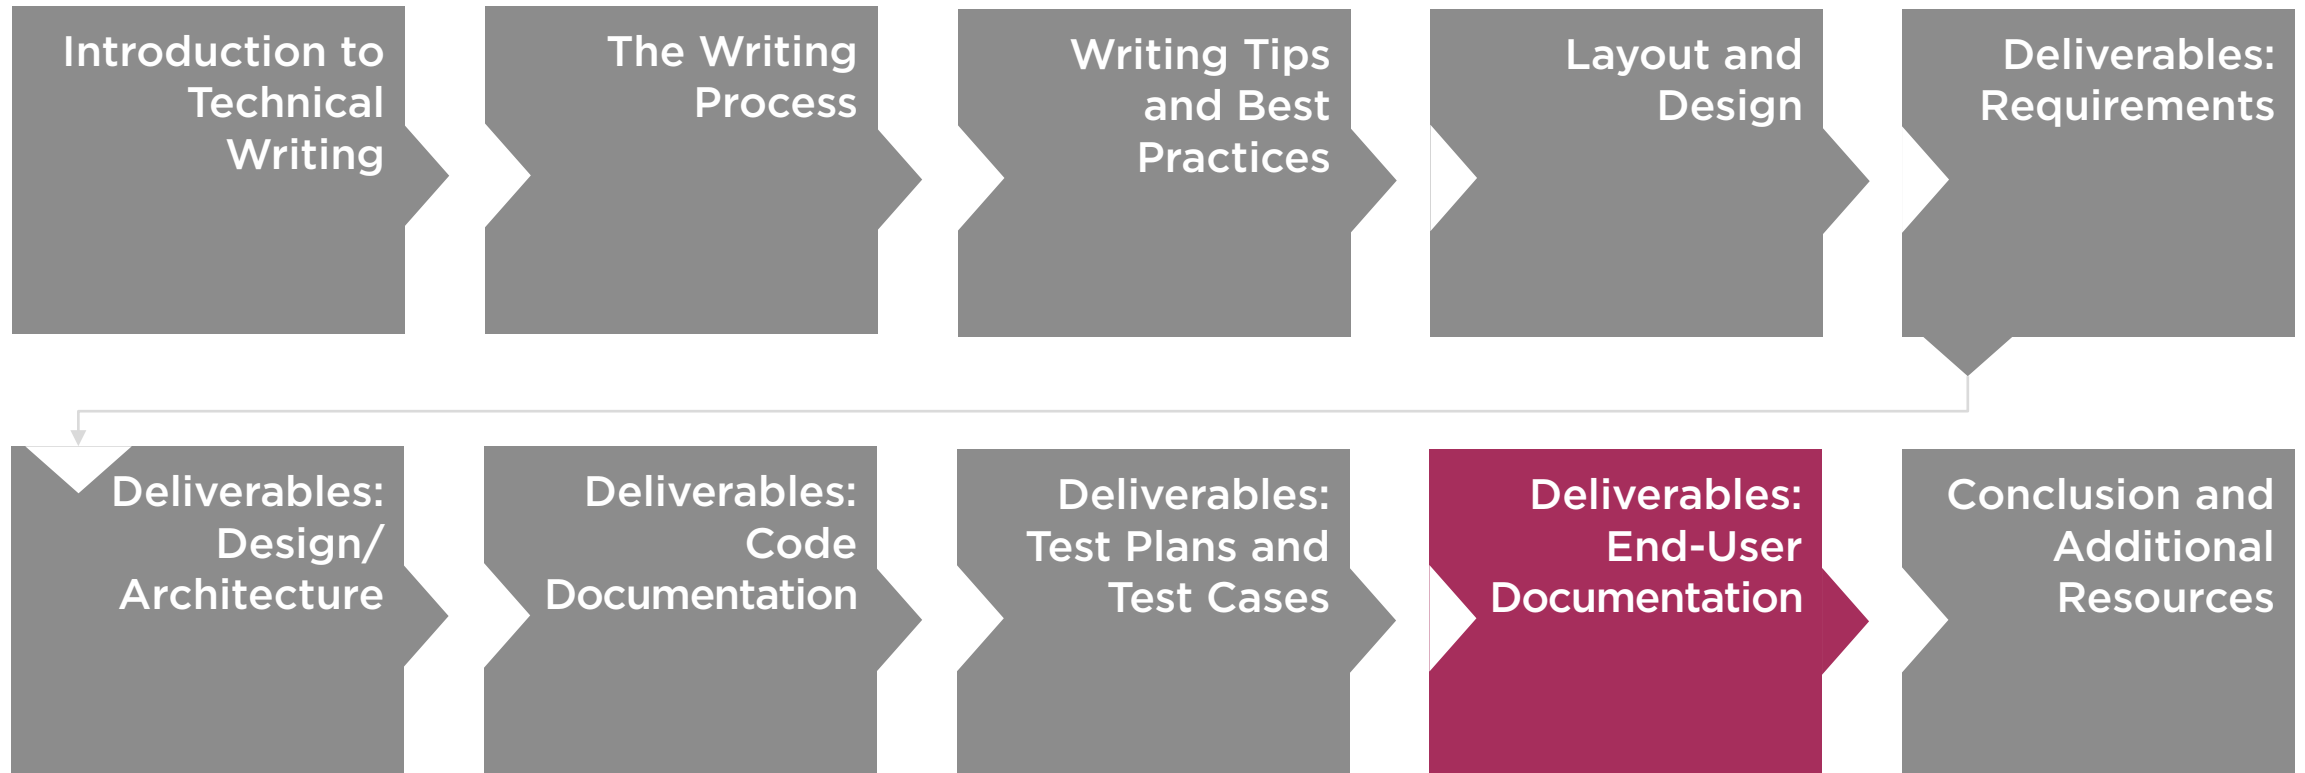 Introduction to
Technical
Writing
The Writing
Process
Writing Tips
and Best
Practices
Layout and
Design
Deliverables:
Requirements
Deliverables:
Design/
Architecture
Deliverables:
Code
Documentation
Deliverables:
Test Plans and
Test Cases
Deliverables:
End-User
Documentation
Conclusion and
Additional
Resources